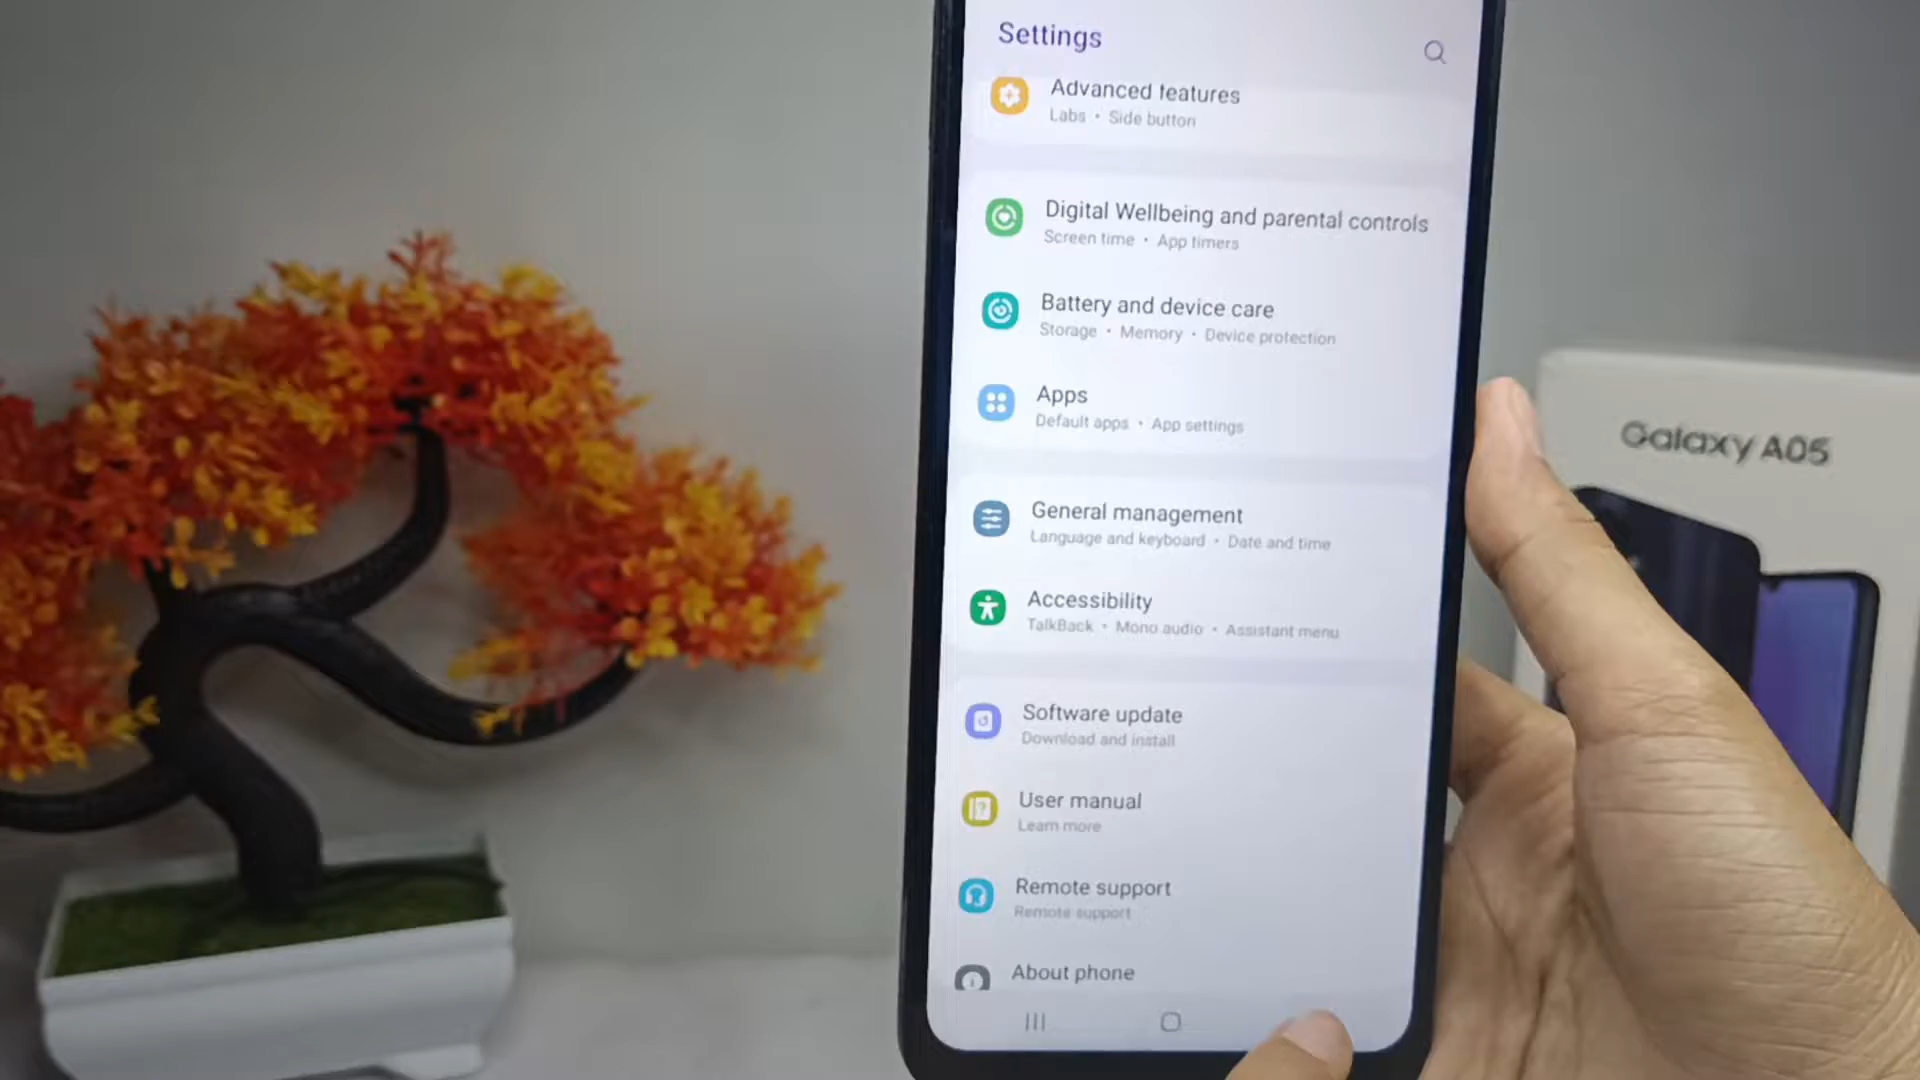 Settings
Advanced features
Labs • Side button
Digital Wellbeing and parental controls
Screen time • App timers
Battery and device care
Storage • Memory • Device protection
Apps
Default apps • App settings
General management
Language and keyboard • Date and time
Accessibility
TalkBack • Mono audio • Assistant menu
Software update
Download and install
User manual
Learn more
Remote support
Remote support
About phone
Galaxy A05